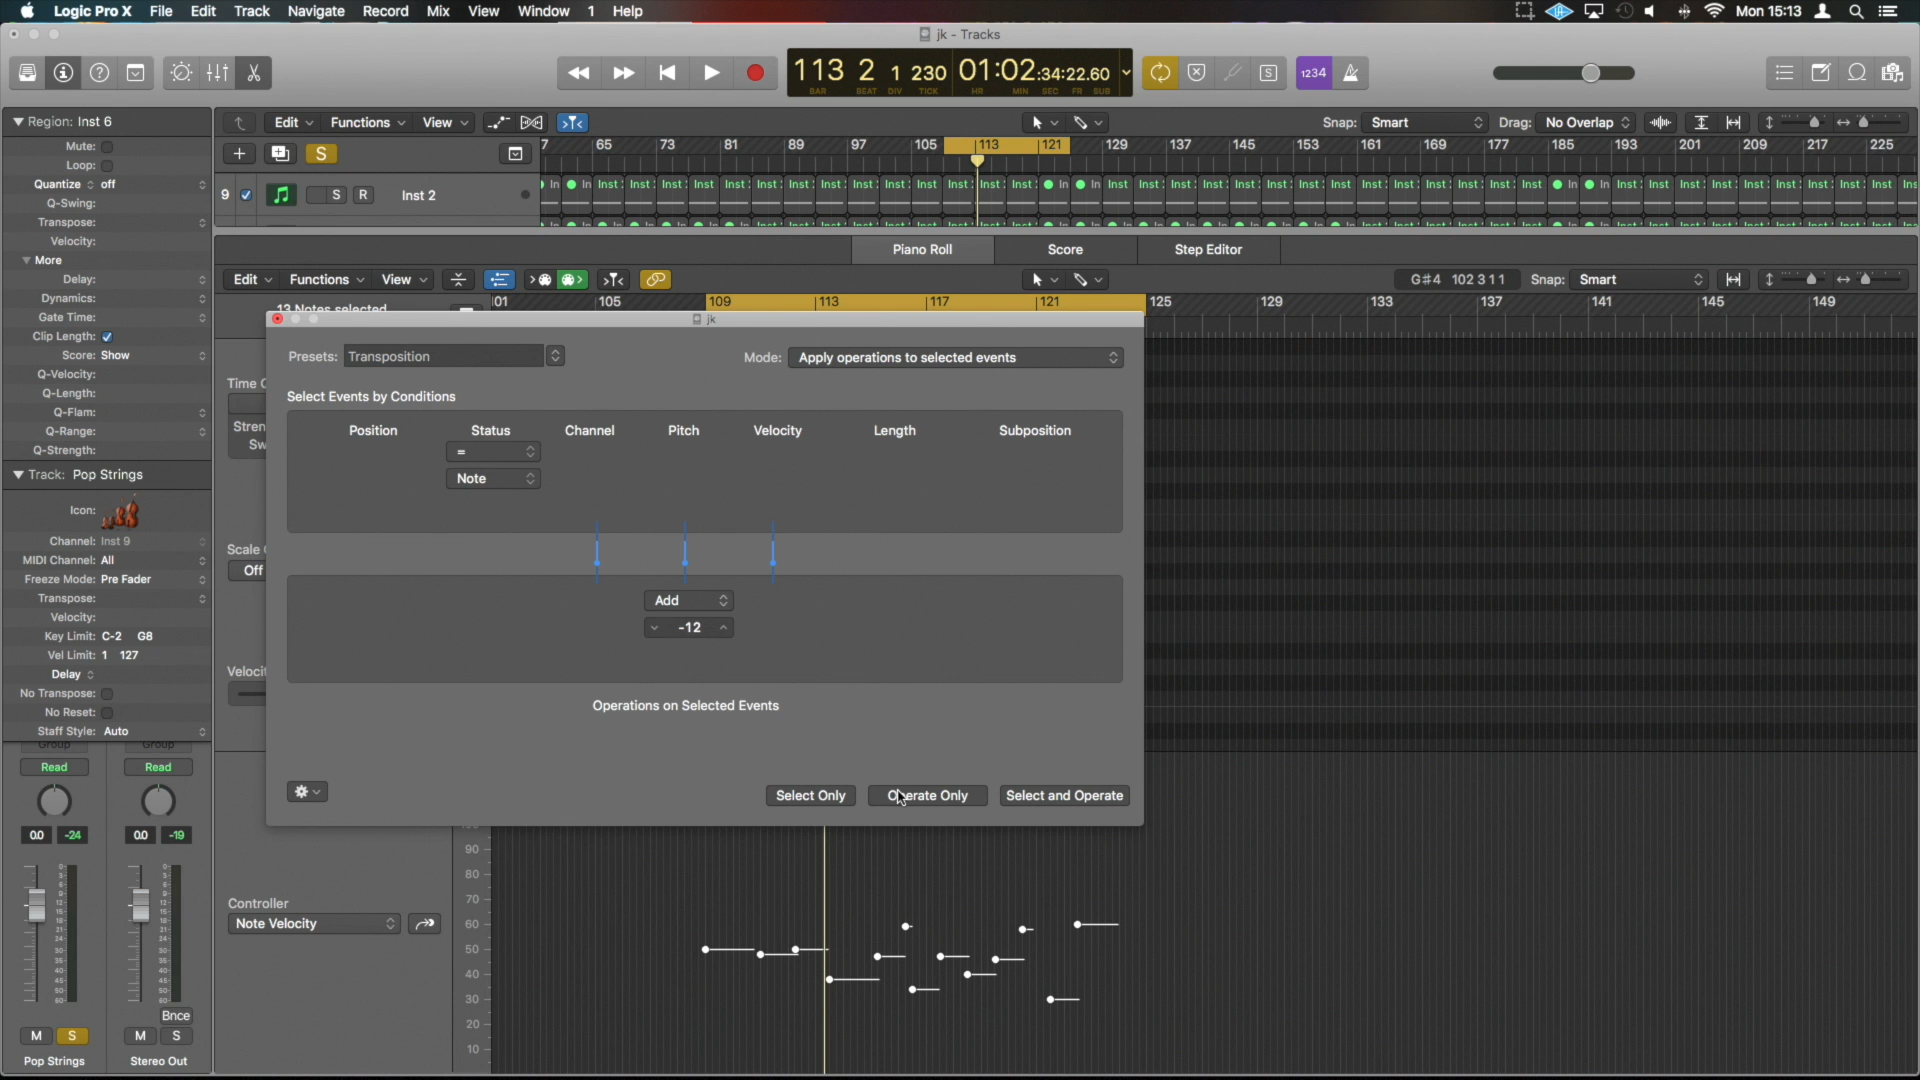 Logic Pro X File Edit Track Navigate Record Mix View Window 1 Help
Mon 15:13
jk - Tracks
113 2 1 230 01:02:34:22.60
BAR BEAT DIV TICK HR MIN SEC FR SUB
S
1234
Region: Inst 6
Mute:
Loop:
Quantize off
Q-Swing:
Transpose:
Velocity:
More
Delay:
Dynamics:
Gate Time:
Clip Length:
Score: Show
Q-Velocity:
Q-Length:
Q-Flam:
Q-Range:
Q-Strength:
Track: Pop Strings
Icon:
Channel: Inst 9
MIDI Channel: All
Freeze Mode: Pre Fader
Transpose:
Velocity:
Key Limit: C-2 G8
Vel Limit: 1 127
Delay
No Transpose:
No Reset:
Staff Style: Auto
Group Group
Read Read
0.0 -24 0.0 -19
Bnce
M S M S
Pop Strings Stereo Out
Edit Functions View
Snap: Smart Drag: No Overlap
S
7 65 73 81 89 97 105 113 121 129 137 145 153 161 169 177 185 193 201 209 217 225
9 S R Inst 2
Piano Roll Score Step Editor
Edit Functions View
G#4 102 3 1 1 Snap: Smart
13 Notes selected
101 105 109 113 117 121 125 129 133 137 141 145 149
jk
Presets: Transposition Mode: Apply operations to selected events
Select Events by Conditions
Position Status Channel Pitch Velocity Length Subposition
=
Note
Add
-12
Operations on Selected Events
Select Only Operate Only Select and Operate
Off
Controller
Note Velocity
90
80
70
60
50
40
30
20
10